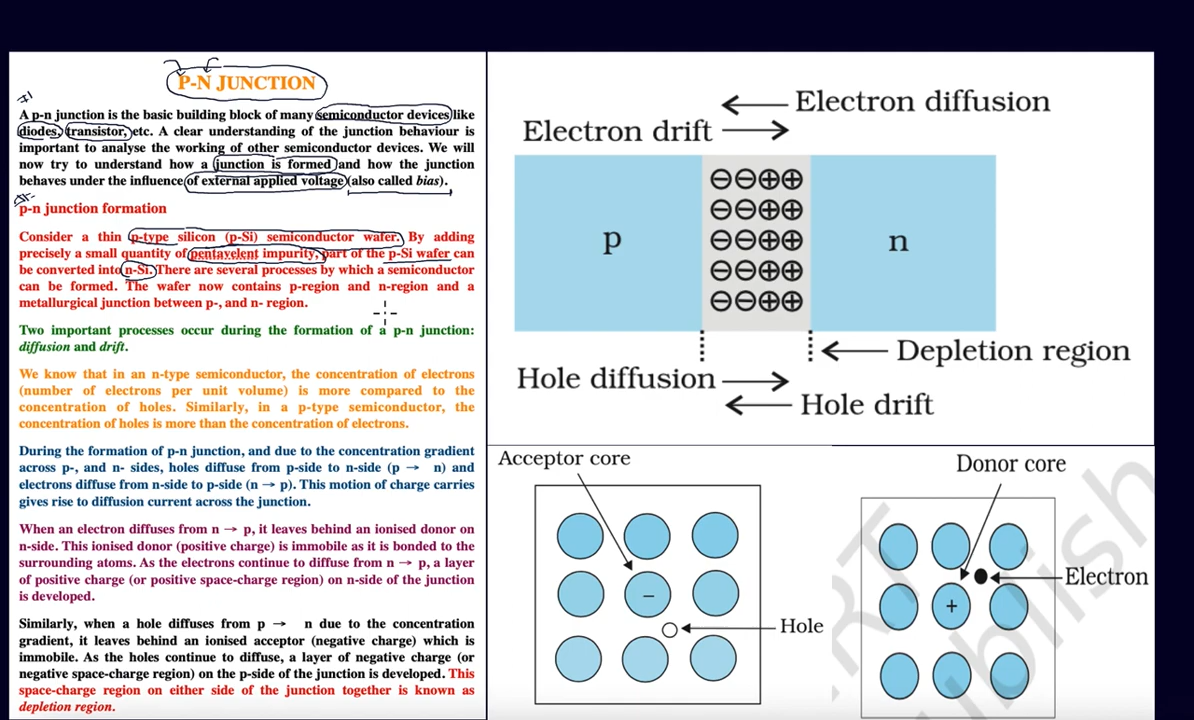 P-N JUNCTION
A p-n junction is the basic building block of many semiconductor devices like
diodes, transistor, etc. A clear understanding of the junction behaviour is
important to analyse the working of other semiconductor devices. We will
now try to understand how a junction is formed and how the junction
behaves under the influence of external applied voltage (also called bias).
p-n junction formation
Consider a thin p-type silicon (p-Si) semiconductor wafer. By adding
precisely a small quantity of pentavelent impurity, part of the p-Si wafer can
be converted into n-Si. There are several processes by which a semiconductor
can be formed. The wafer now contains p-region and n-region and a
metallurgical junction between p-, and n- region.
Two important processes occur during the formation of a p-n junction:
diffusion and drift.
We know that in an n-type semiconductor, the concentration of electrons
(number of electrons per unit volume) is more compared to the
concentration of holes. Similarly, in a p-type semiconductor, the
concentration of holes is more than the concentration of electrons.
During the formation of p-n junction, and due to the concentration gradient
across p-, and n- sides, holes diffuse from p-side to n-side (p → n) and
electrons diffuse from n-side to p-side (n → p). This motion of charge carries
gives rise to diffusion current across the junction.
When an electron diffuses from n → p, it leaves behind an ionised donor on
n-side. This ionised donor (positive charge) is immobile as it is bonded to the
surrounding atoms. As the electrons continue to diffuse from n → p, a layer
of positive charge (or positive space-charge region) on n-side of the junction
is developed.
Similarly, when a hole diffuses from p → n due to the concentration
gradient, it leaves behind an ionised acceptor (negative charge) which is
immobile. As the holes continue to diffuse, a layer of negative charge (or
negative space-charge region) on the p-side of the junction is developed. This
space-charge region on either side of the junction together is known as
depletion region.
Electron diffusion
Electron drift
p
n
⊖⊖⊕⊕
⊖⊖⊕⊕
⊖⊖⊕⊕
⊖⊖⊕⊕
⊖⊖⊕⊕
Depletion region
Hole diffusion
Hole drift
Acceptor core
−
Hole
Donor core
Electron
+